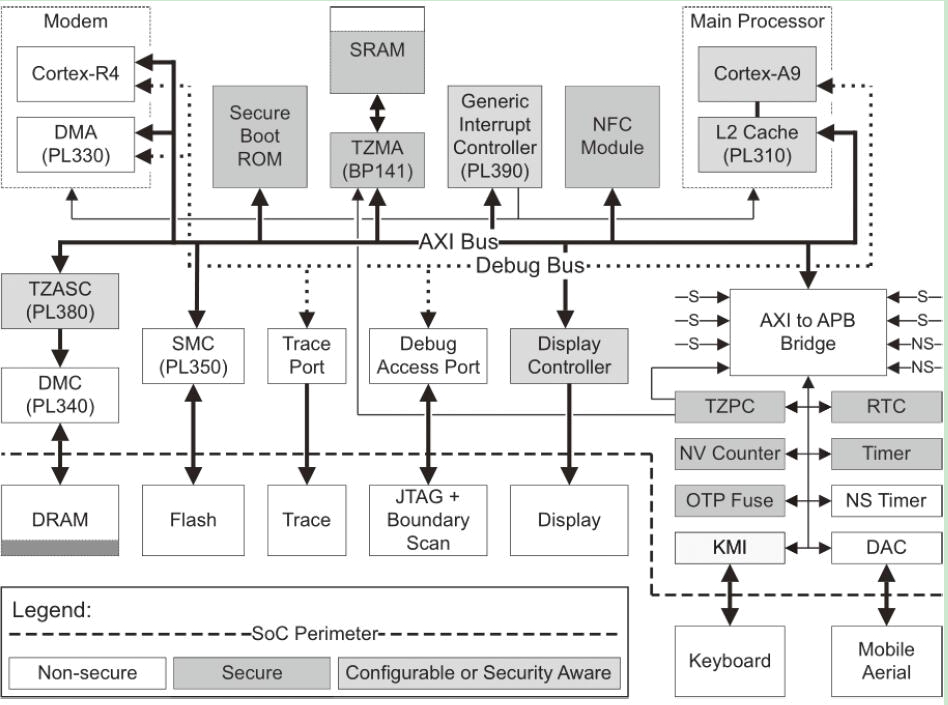 Modem
Cortex-R4
DMA
(PL330)
Secure
Boot
ROM
SRAM
TZMA
(BP141)
Generic
Interrupt
Controller
(PL390)
NFC
Module
Main Processor
Cortex-A9
L2 Cache
(PL310)
AXI Bus
Debug Bus
TZASC
(PL380)
DMC
(PL340)
SMC
(PL350)
Trace
Port
Debug
Access Port
Display
Controller
S
S
S
AXI to APB
Bridge
S
S
NS
NS
TZPC
RTC
NV Counter
Timer
OTP Fuse
NS Timer
KMI
DAC
DRAM
Flash
Trace
JTAG +
Boundary
Scan
Display
Keyboard
Mobile
Aerial
Legend:
SoC Perimeter
Non-secure
Secure
Configurable or Security Aware